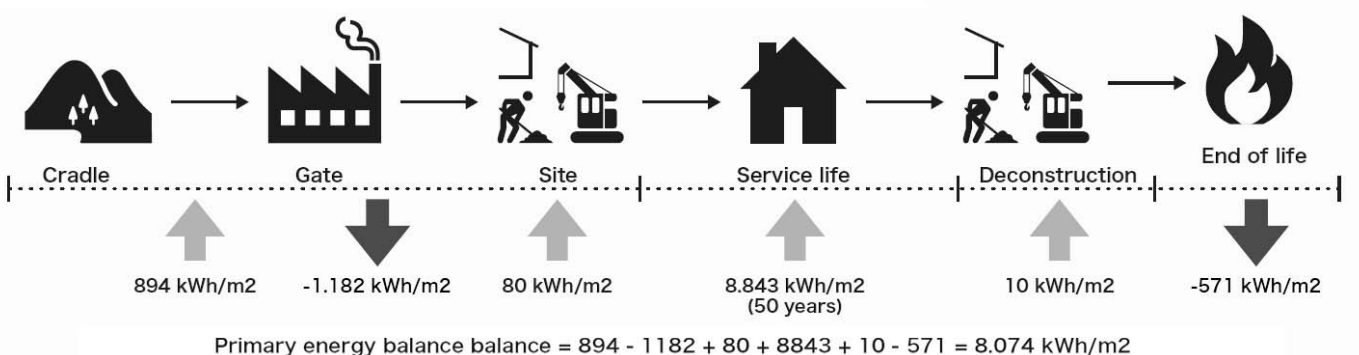 End of life
Cradle Gate Site Service life Deconstruction
894 kWh/m2 -1.182 kWh/m2 80 kWh/m2 8.843 kWh/m2 10 kWh/m2 -571 kWh/m2
(50 years)
Primary energy balance balance = 894 - 1182 + 80 + 8843 + 10 - 571 = 8.074 kWh/m2